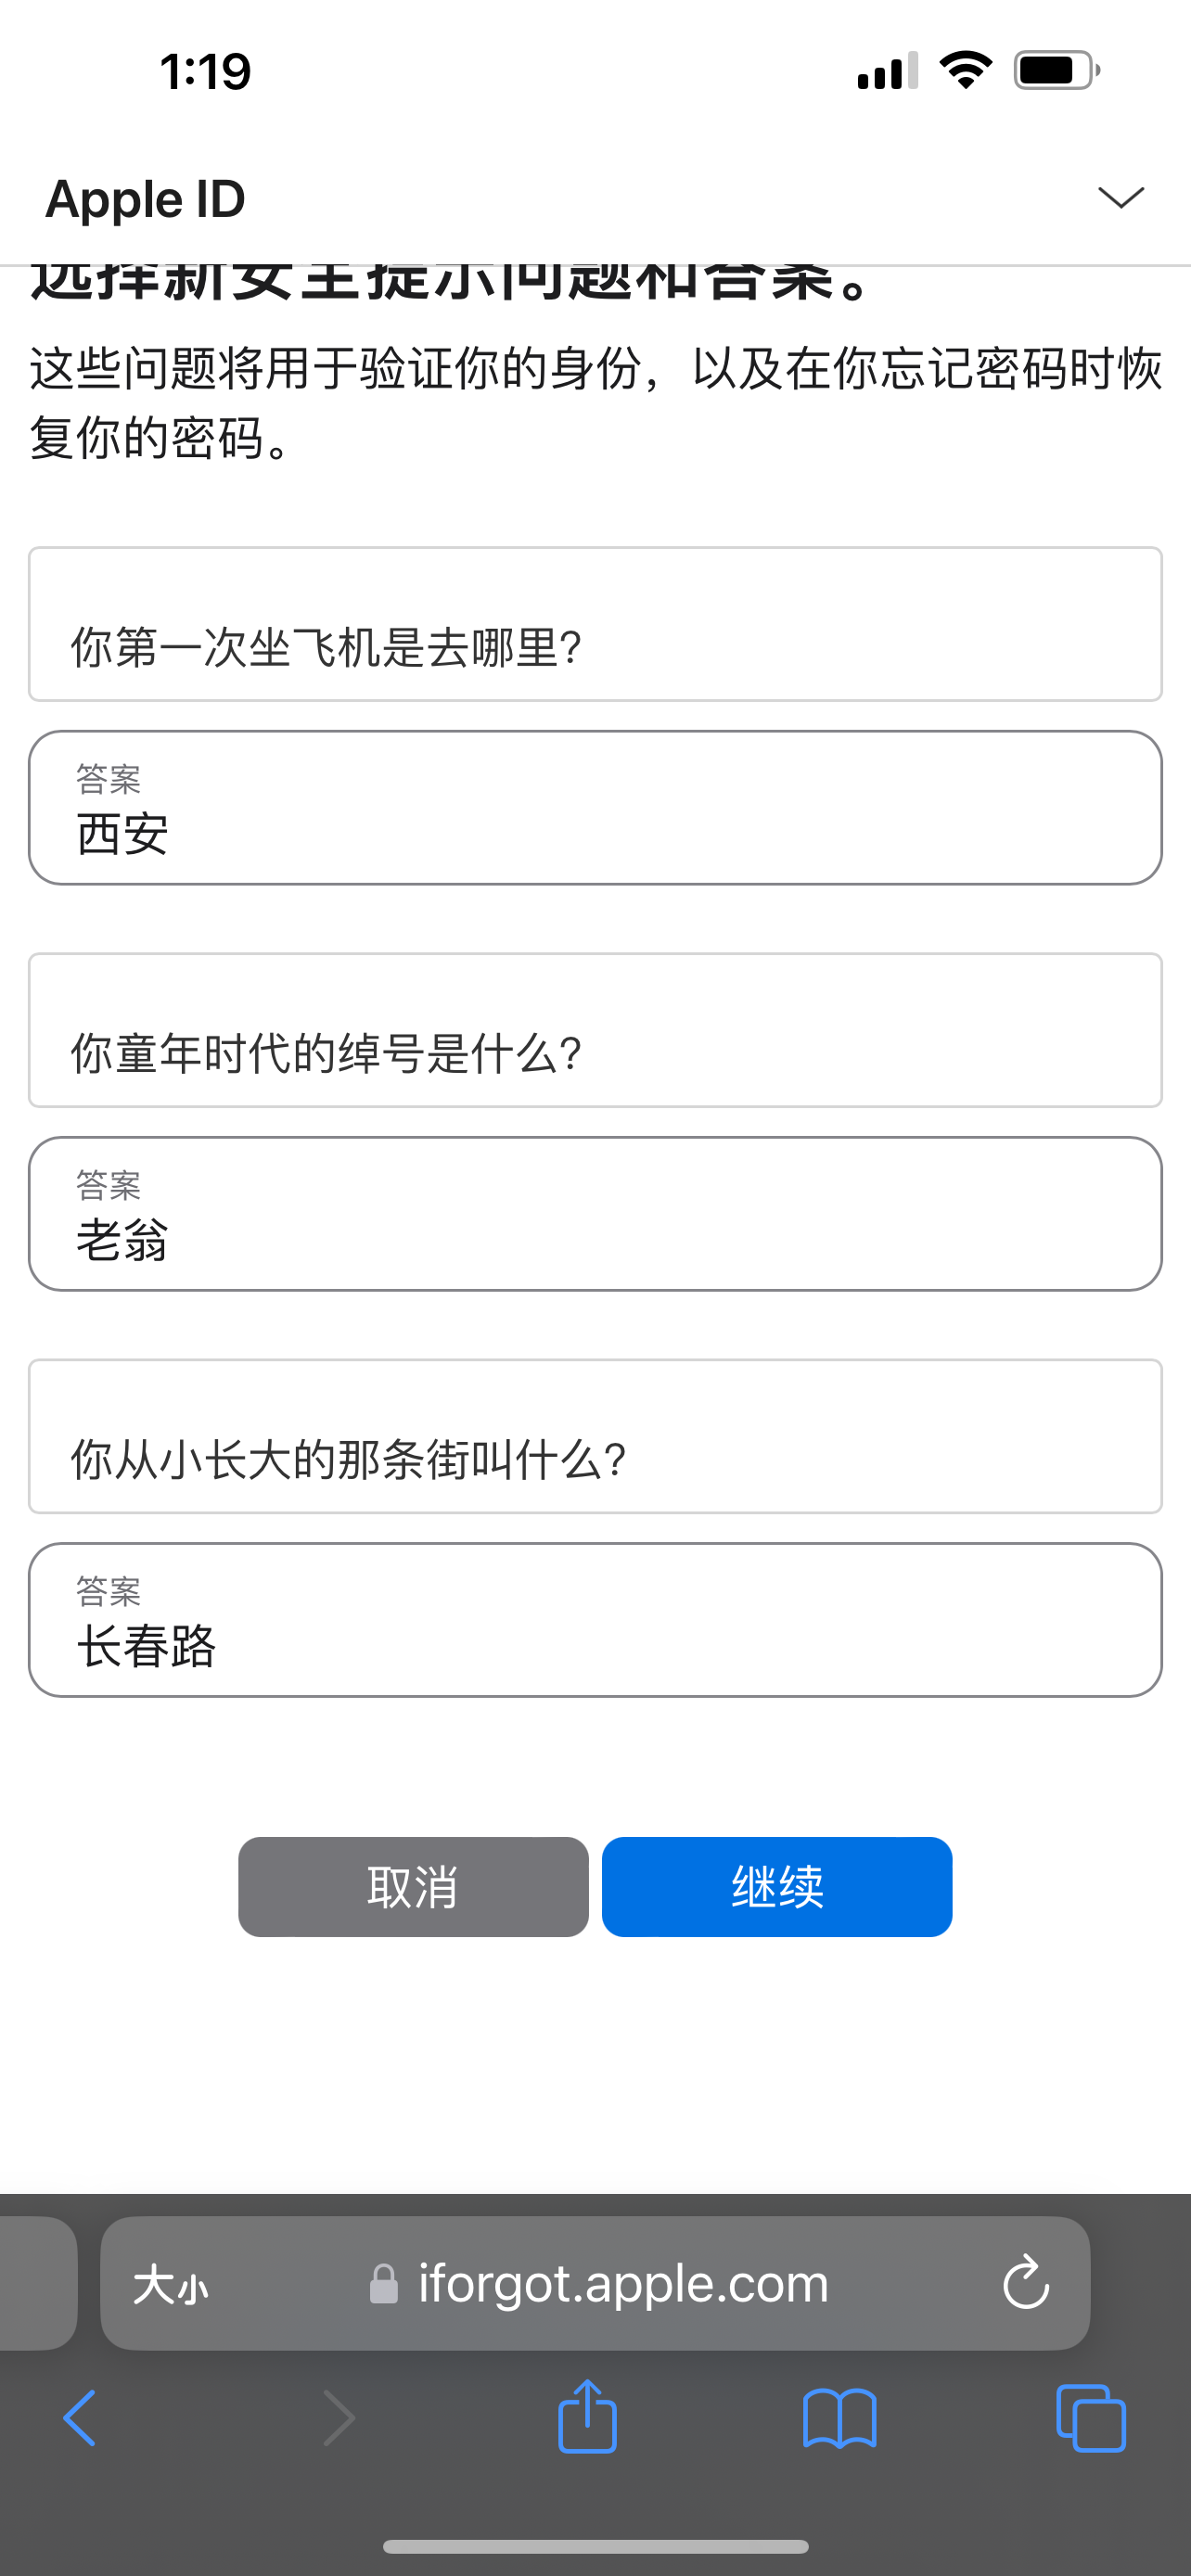 1:19
Apple ID
选择新安全提示问题和答案。
这些问题将用于验证你的身份，以及在你忘记密码时恢
复你的密码。
你第一次坐飞机是去哪里?
答案
西安
你童年时代的绰号是什么?
答案
老翁
你从小长大的那条街叫什么?
答案
长春路
取消 继续
大小 iforgot.apple.com